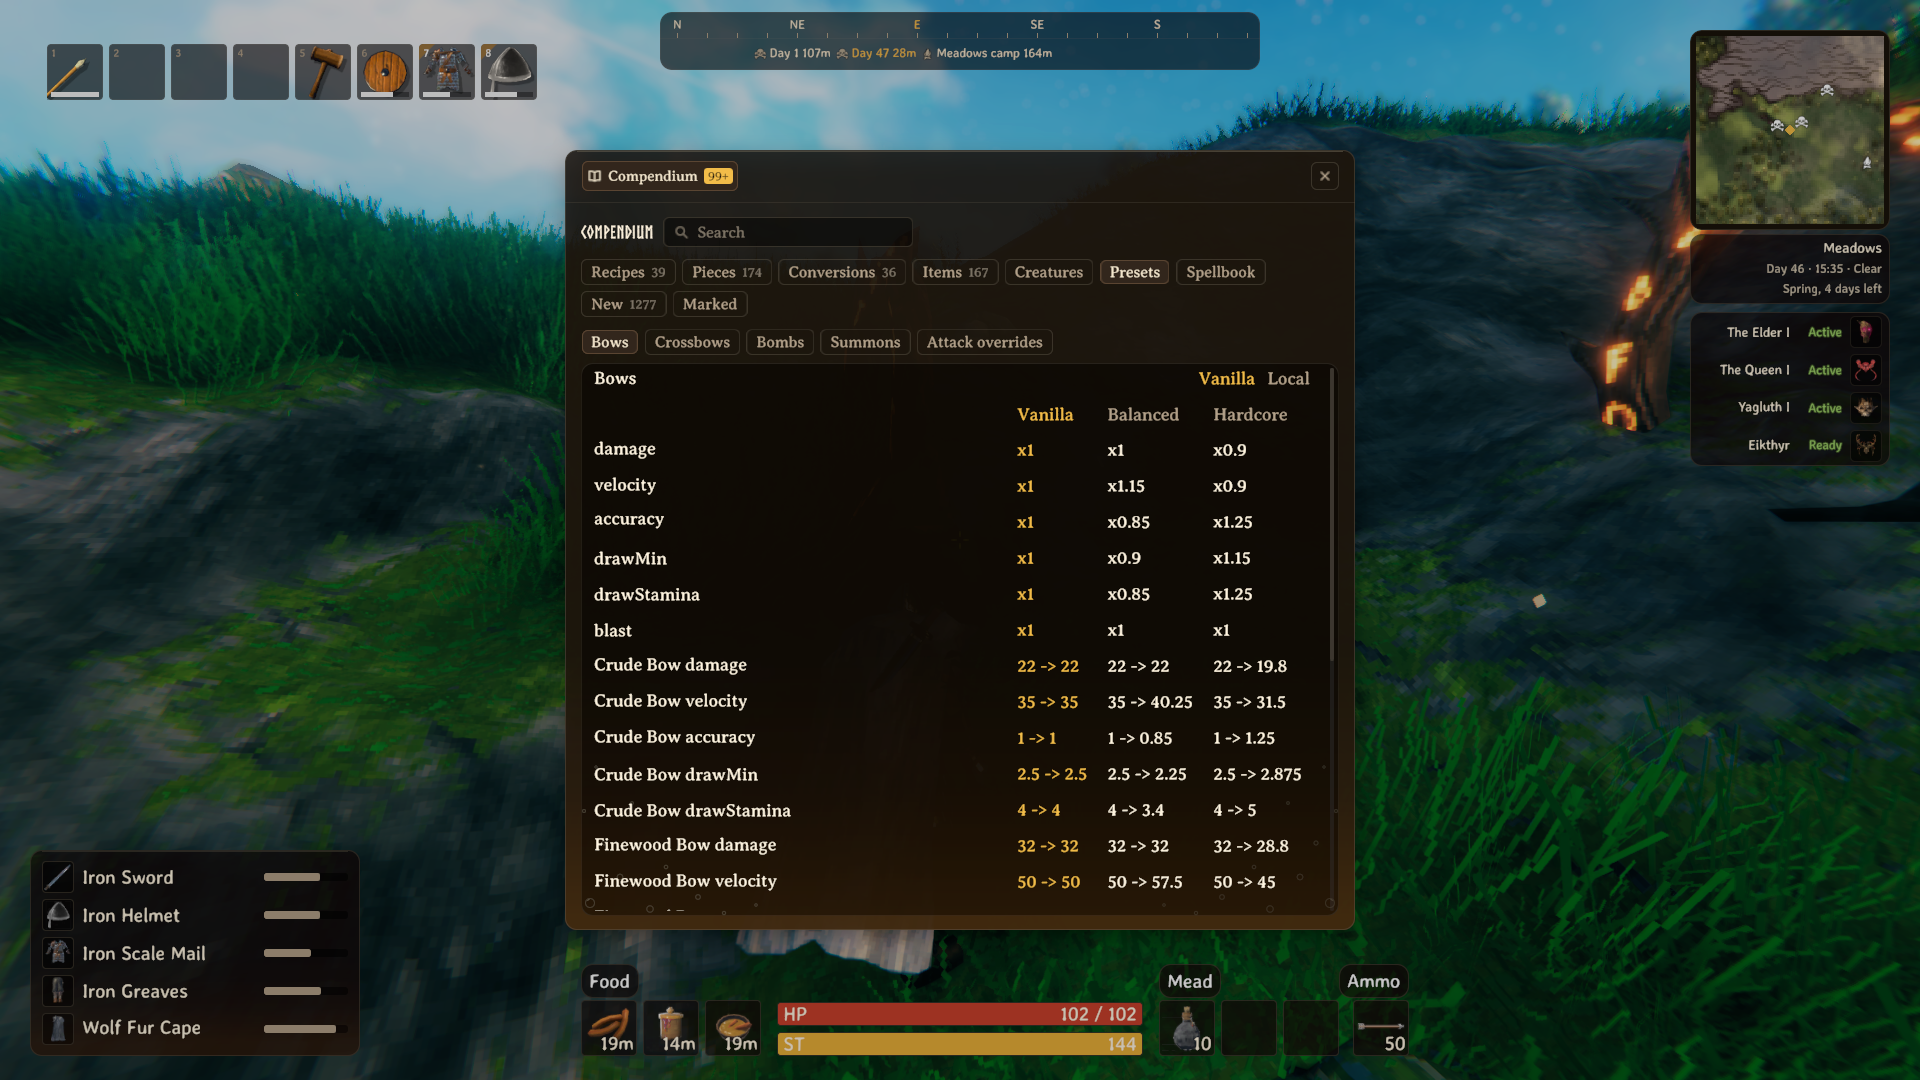 N NE E SE S
Day 1 107m Day 47 28m Meadows camp 164m
1 2 3 4 5 6 7 8
Compendium 99+
COMPENDIUM Search
Recipes 39 Pieces 174 Conversions 36 Items 167 Creatures Presets Spellbook
New 1277 Marked
Bows Crossbows Bombs Summons Attack overrides
Bows Vanilla Local
Vanilla Balanced Hardcore
damage x1 x1 x0.9
velocity x1 x1.15 x0.9
accuracy x1 x0.85 x1.25
drawMin x1 x0.9 x1.15
drawStamina x1 x0.85 x1.25
blast x1 x1 x1
Crude Bow damage 22 -> 22 22 -> 22 22 -> 19.8
Crude Bow velocity 35 -> 35 35 -> 40.25 35 -> 31.5
Crude Bow accuracy 1 -> 1 1 -> 0.85 1 -> 1.25
Crude Bow drawMin 2.5 -> 2.5 2.5 -> 2.25 2.5 -> 2.875
Crude Bow drawStamina 4 -> 4 4 -> 3.4 4 -> 5
Finewood Bow damage 32 -> 32 32 -> 32 32 -> 28.8
Finewood Bow velocity 50 -> 50 50 -> 57.5 50 -> 45
Meadows
Day 46 · 15:35 · Clear
Spring, 4 days left
The Elder I Active
The Queen I Active
Yagluth I Active
Eikthyr Ready
Iron Sword
Iron Helmet
Iron Scale Mail
Iron Greaves
Wolf Fur Cape
Food
19m 14m 19m
HP 102 / 102
ST 144
Mead
10
Ammo
50